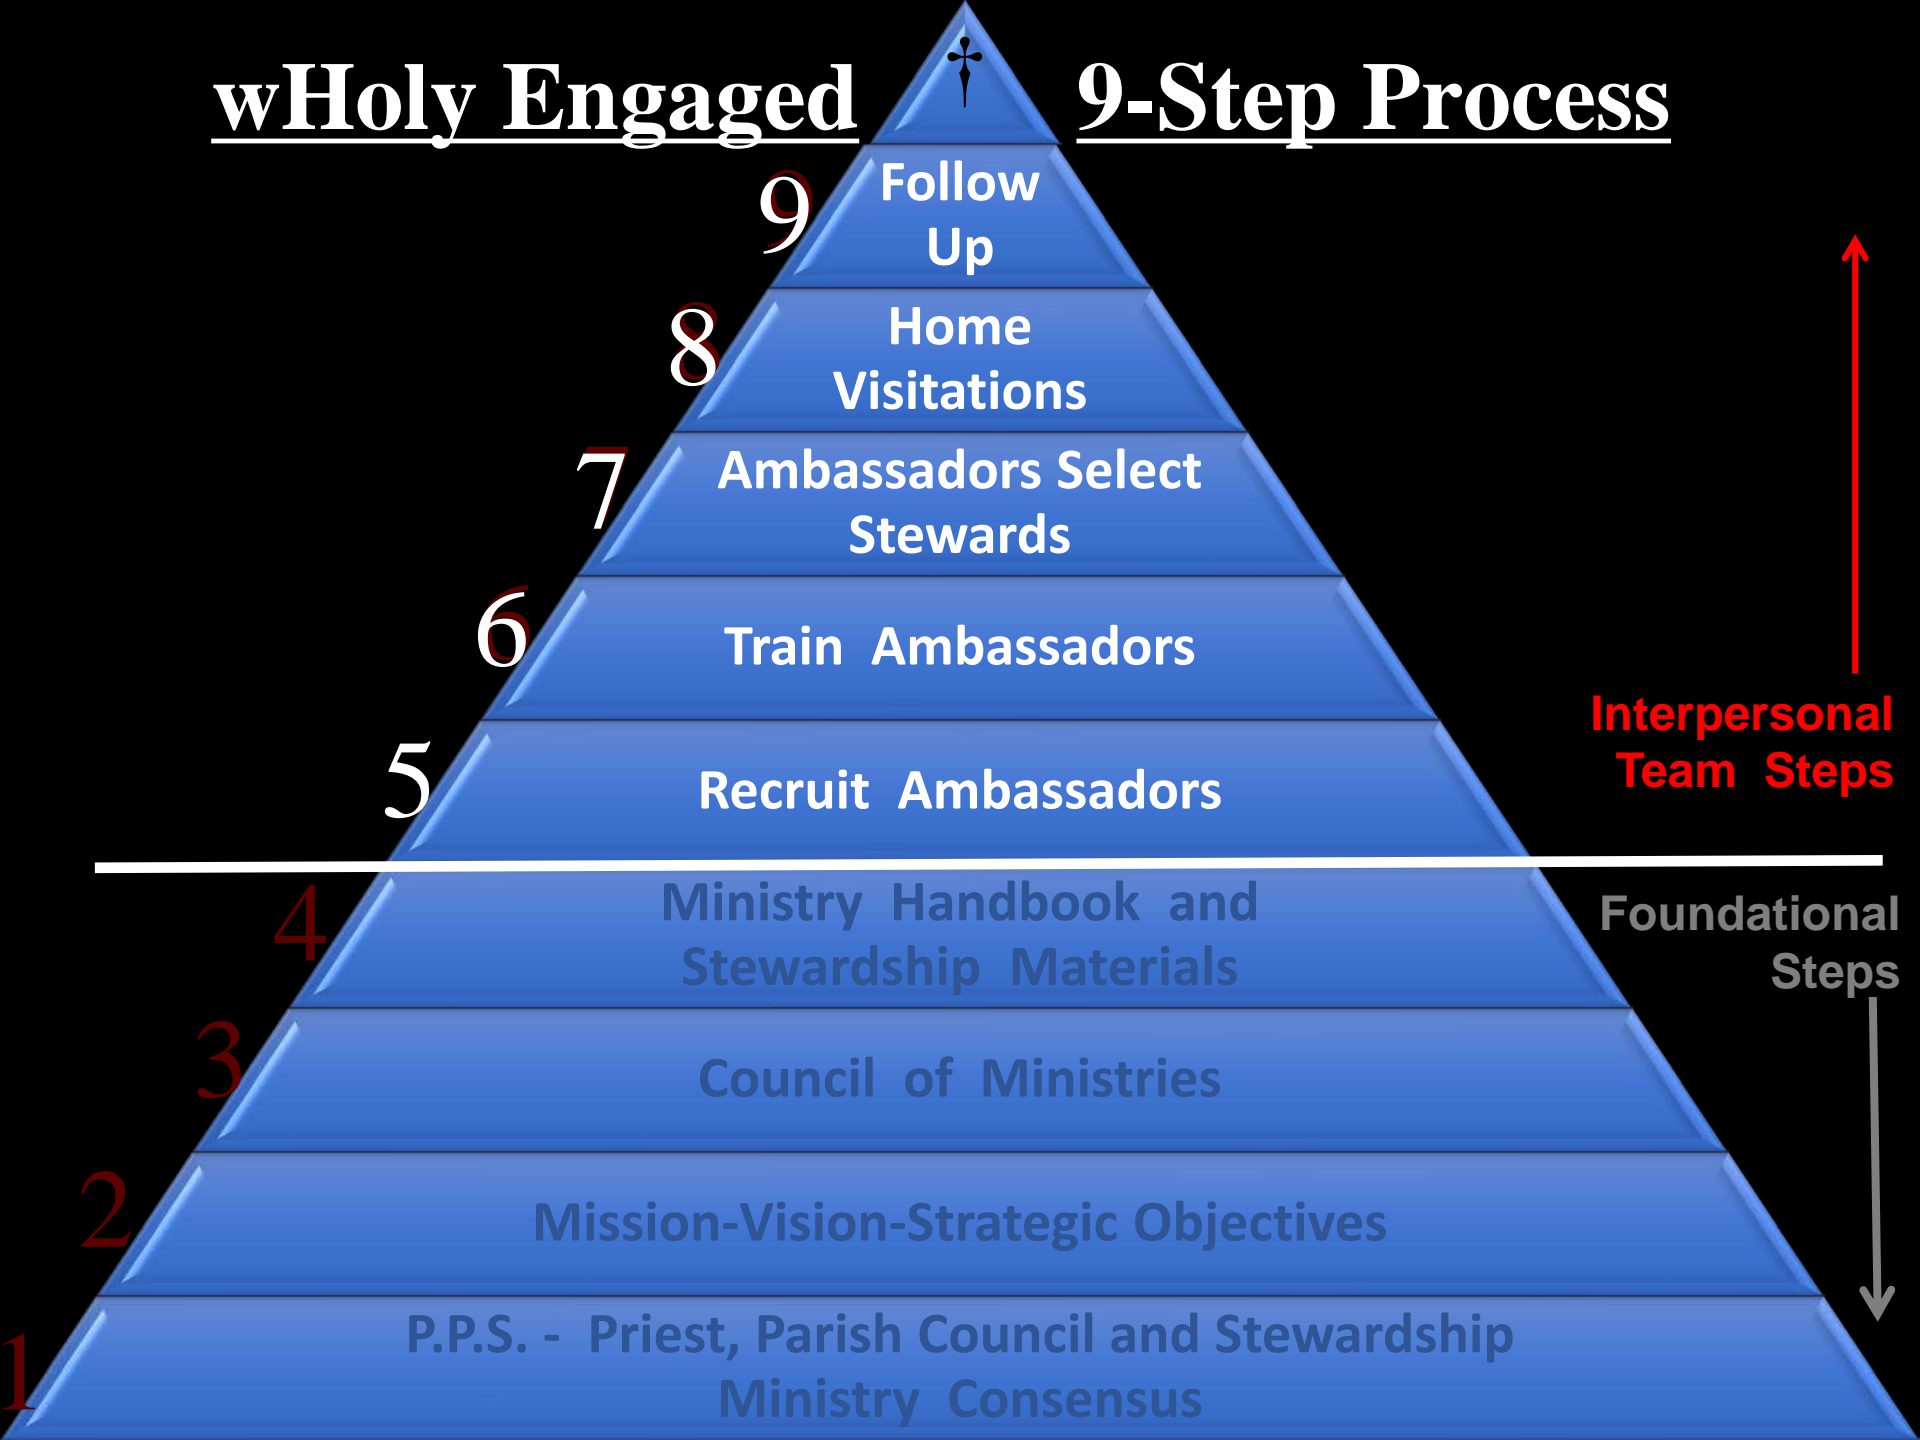 †
wHoly Engaged 9-Step Process
9 Follow
Up
8 Home
Visitations
7 Ambassadors Select
Stewards
6 Train Ambassadors
5 Recruit Ambassadors
Interpersonal
Team Steps
4 Ministry Handbook and
Stewardship Materials
Foundational
Steps
3 Council of Ministries
2 Mission-Vision-Strategic Objectives
1 P.P.S. - Priest, Parish Council and Stewardship
Ministry Consensus